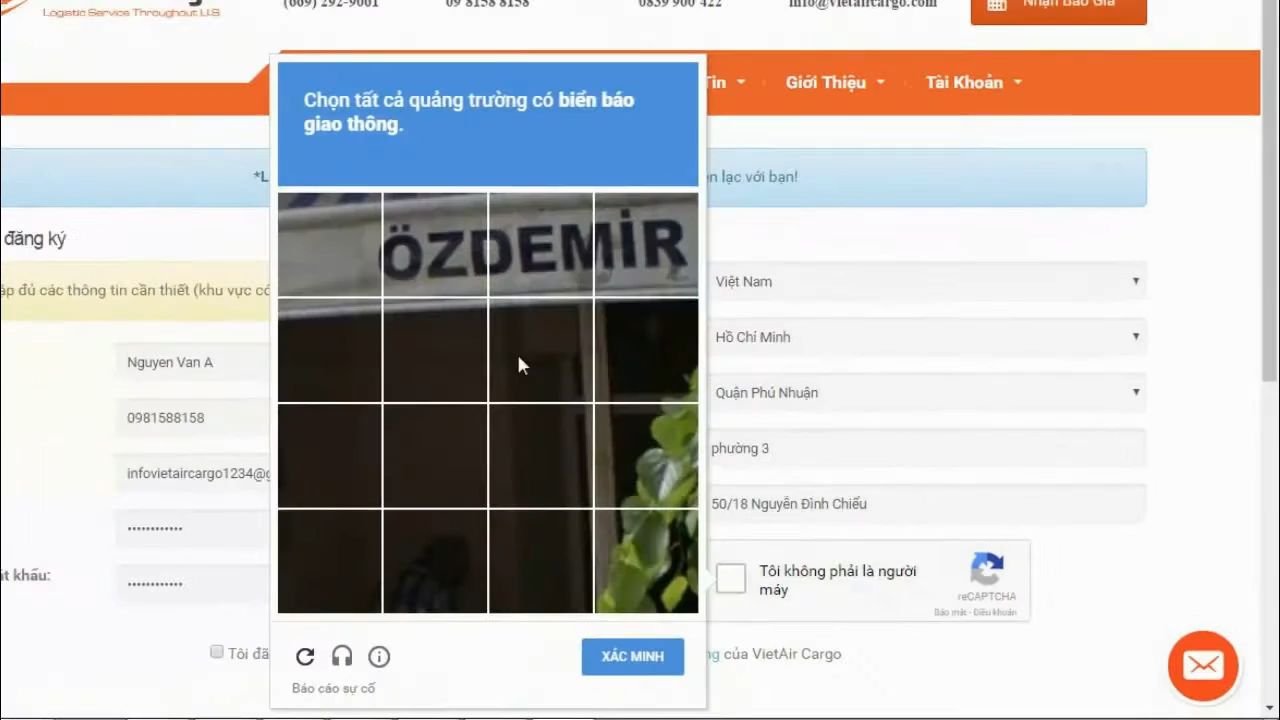 Logistic Service Throughout U.S
(669) 292-9061
09 8158 8158
0839 900 422
info@vietaircargo.com
Nhận Báo Giá
Tin
Giới Thiệu
Tài Khoản
Chọn tất cả quảng trường có biển báo
giao thông.
*L
ạn lạc với bạn!
ÖZDEMİR
đăng ký
ập đủ các thông tin cần thiết (khu vực có
Nguyen Van A
0981588158
infovietaircargo1234@g
ật khẩu:
Việt Nam
Hồ Chí Minh
Quận Phú Nhuận
phường 3
50/18 Nguyễn Đình Chiểu
Tôi không phải là người
máy
reCAPTCHA
Bảo mật - Điều khoản
Tôi đã
ng của VietAir Cargo
XÁC MINH
Báo cáo sự cố